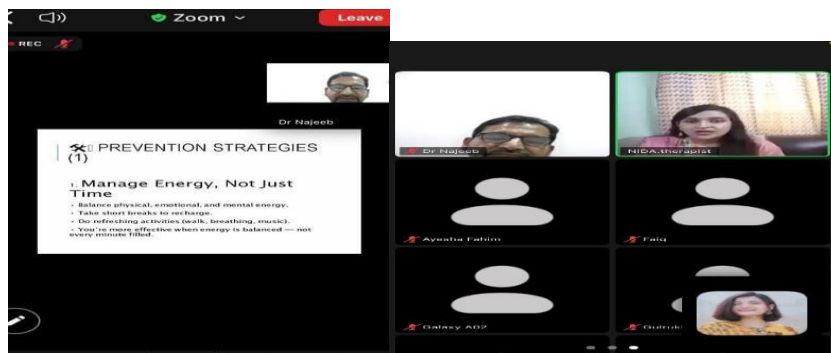 Zoom
Leave
REC
Dr Najeeb
PREVENTION STRATEGIES
(1)
1. Manage Energy, Not Just
Time
• Balance physical, emotional, and mental energy.
• Take short breaks to recharge.
• Do refreshing activities (walk, breathing, music).
• You're more effective when energy is balanced — not
every minute filled.
Dr Najeeb
NIDA.therapist
Ayesha Fahim
Faiq
Galaxy A02